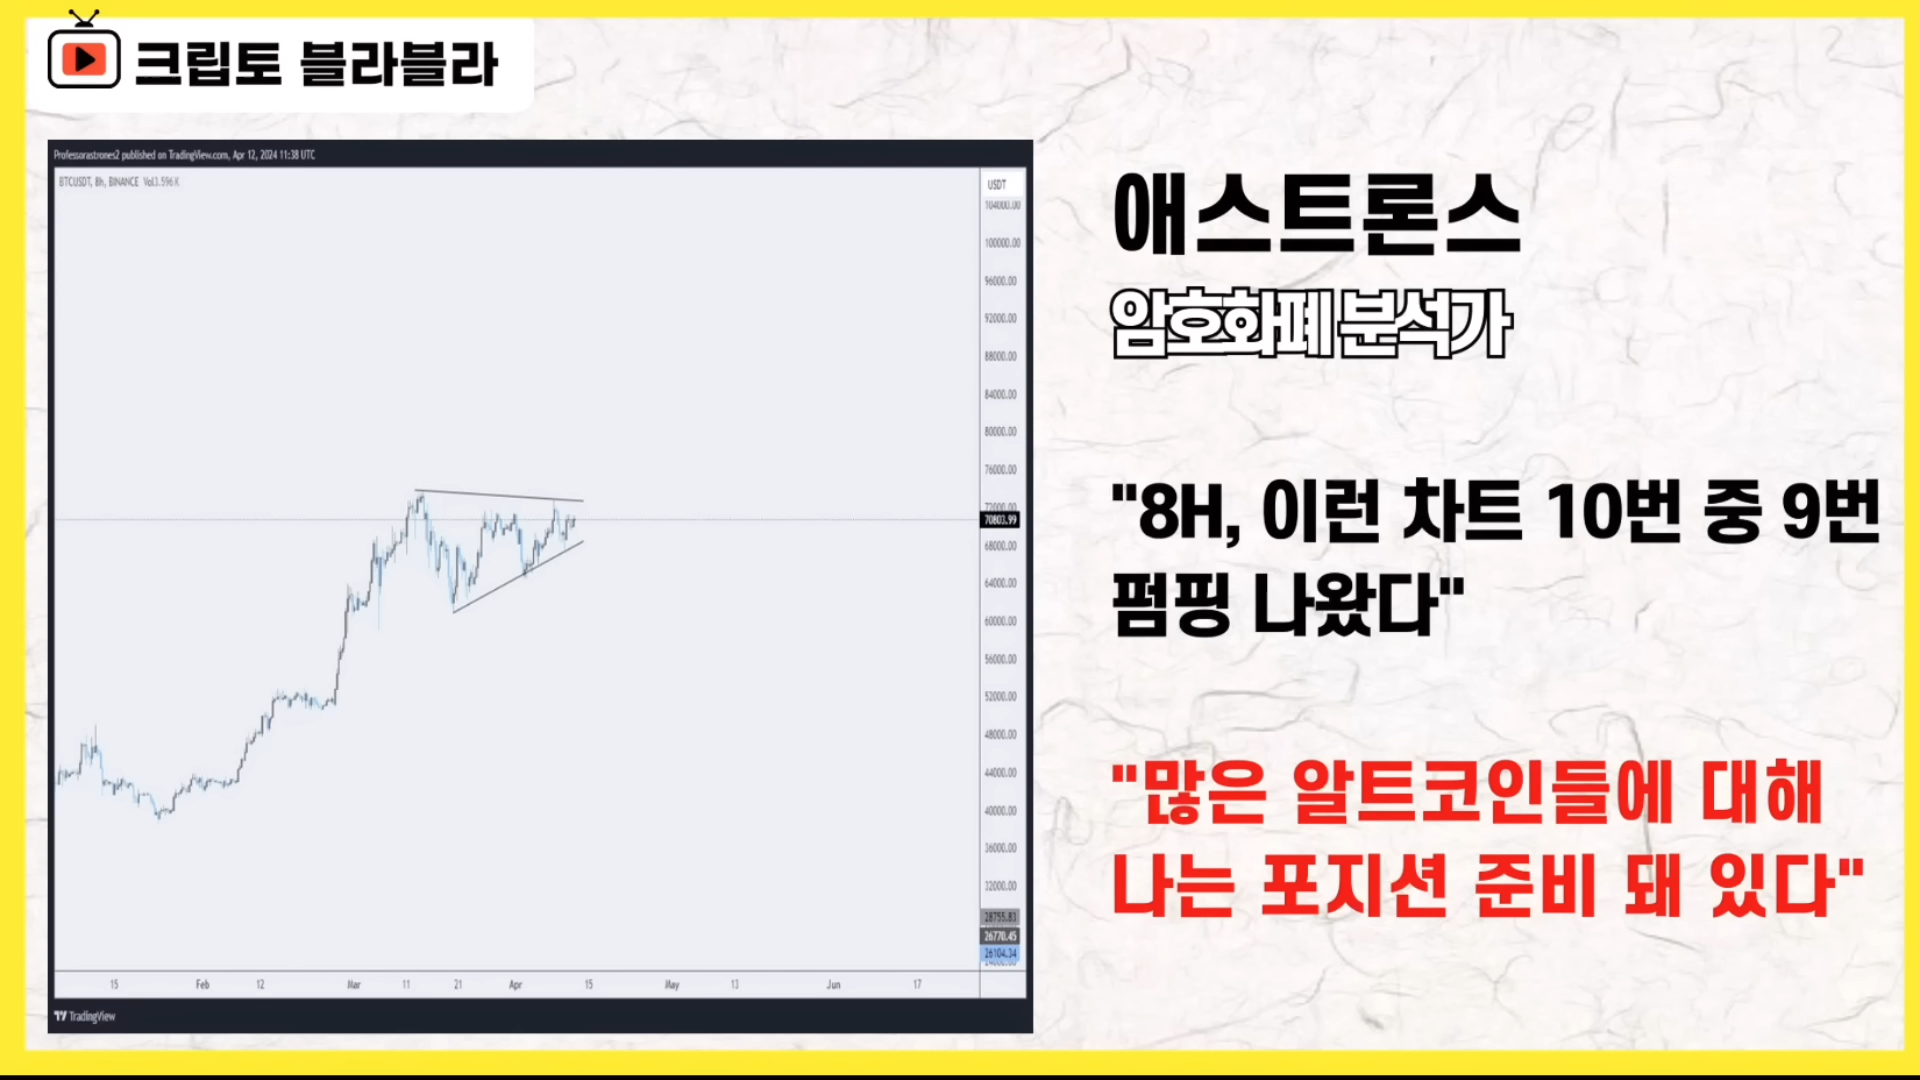 크립토 블라블라
Professorastrones2 published on TradingView.com, Apr 12, 2024 11:38 UTC
BTCUSDT, 8h, BINANCE Vol3.596 K
USDT
104000.00
100000.00
96000.00
92000.00
88000.00
84000.00
80000.00
76000.00
72000.00
70803.99
68000.00
64000.00
60000.00
56000.00
52000.00
48000.00
44000.00
40000.00
36000.00
32000.00
28755.83
26770.45
26104.34
15 Feb 12 Mar 11 21 Apr 15 May 13 Jun 17
TradingView
애스트론스
암호화폐 분석가
"8H, 이런 차트 10번 중 9번
펌핑 나왔다"
"많은 알트코인들에 대해
나는 포지션 준비 돼 있다"